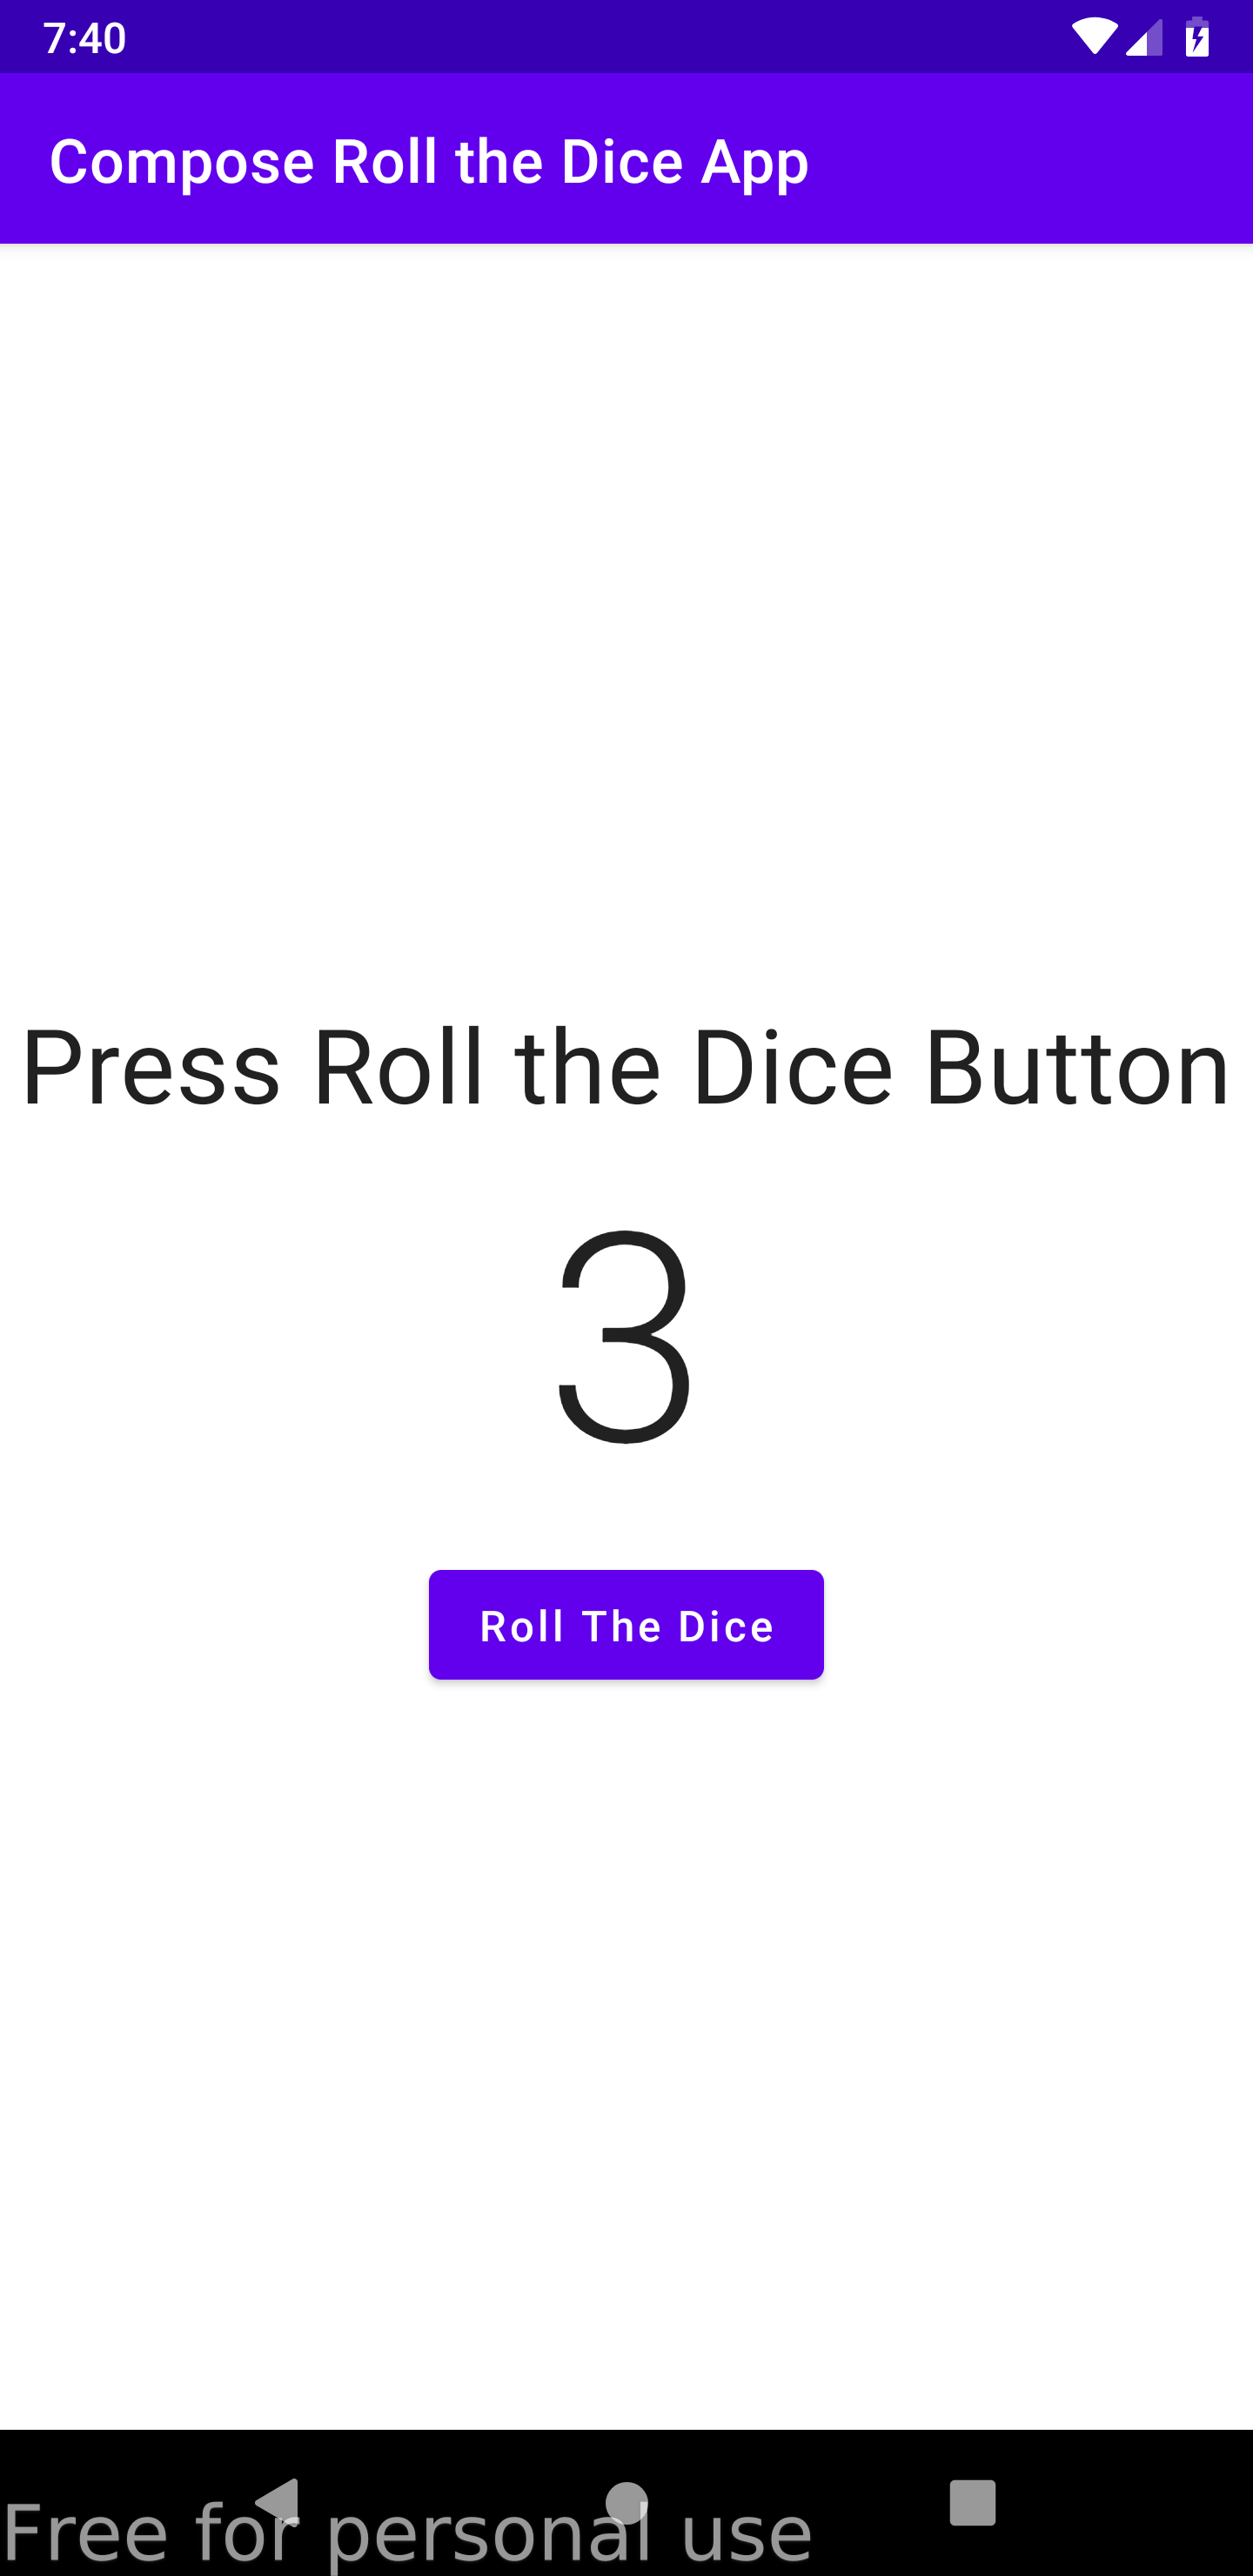 7:40
Compose Roll the Dice App
Press Roll the Dice Button
3
Roll The Dice
Free for personal use